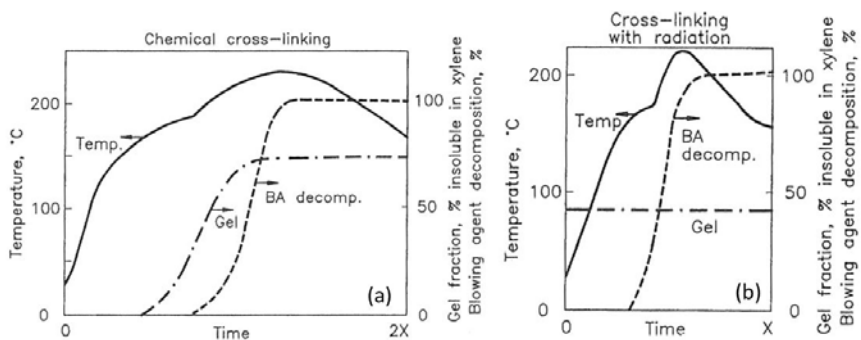 Chemical cross-linking
Temperature, °C
200
100
0
Temp.
Gel
BA decomp.
(a)
0
Time
2X
100
50
0
Gel fraction, % insoluble in xylene
Blowing agent decomposition, %
Cross-linking
with radiation
Temperature, °C
200
100
0
Temp
BA
decomp.
Gel
(b)
0
Time
X
100
50
0
Gel fraction, % insoluble in xylene
Blowing agent decomposition, %